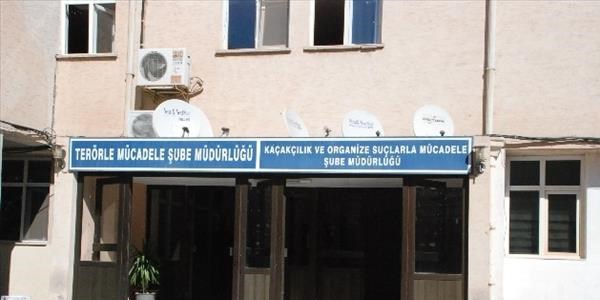 TERÖRLE MÜCADELE ŞUBE MÜDÜRLÜĞÜ
KAÇAKÇILIK VE ORGANİZE SUÇLARLA MÜCADELE
ŞUBE MÜDÜRLÜĞÜ